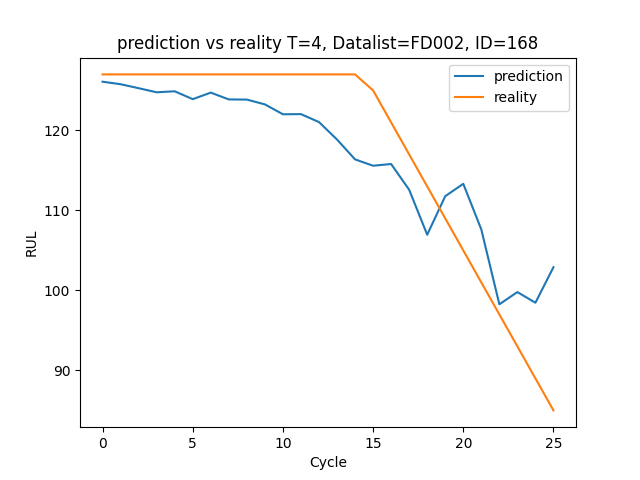 prediction vs reality T=4, Datalist=FD002, ID=168
prediction
reality
RUL
120
110
100
90
0 5 10 15 20 25
Cycle